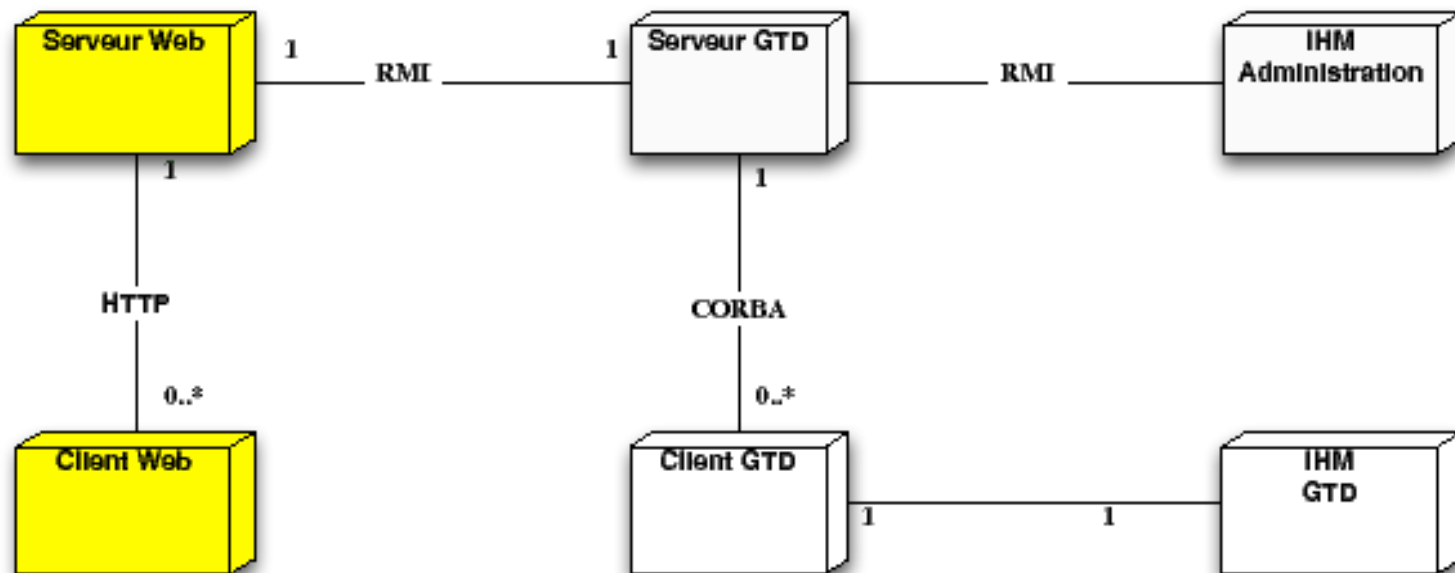 Serveur Web
1
RMI
1
Serveur GTD
RMI
IHM
Administration
1
1
HTTP
CORBA
0..*
0..*
Client Web
Client GTD
IHM
GTD
1
1